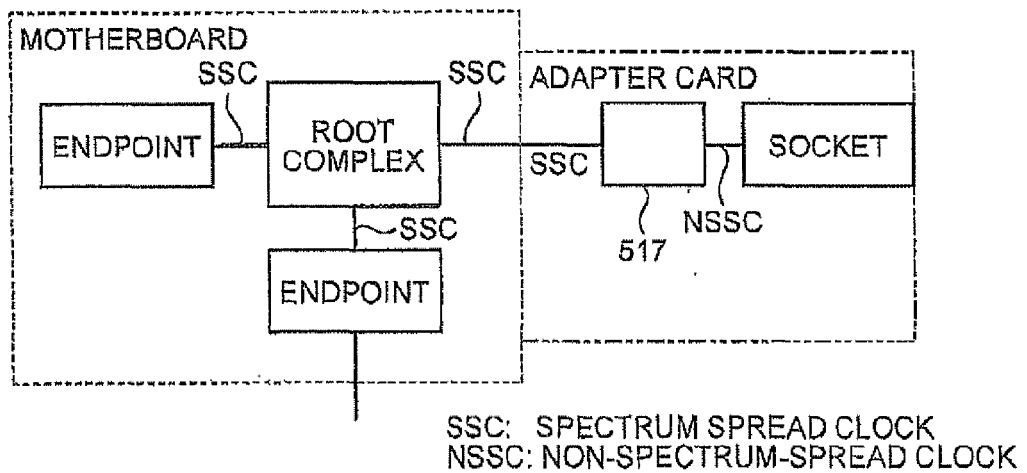 MOTHERBOARD
SSC
SSC
ADAPTER CARD
ENDPOINT
ROOT
COMPLEX
SSC
SOCKET
SSC
517
NSSC
ENDPOINT
SSC: SPECTRUM SPREAD CLOCK
NSSC: NON-SPECTRUM-SPREAD CLOCK